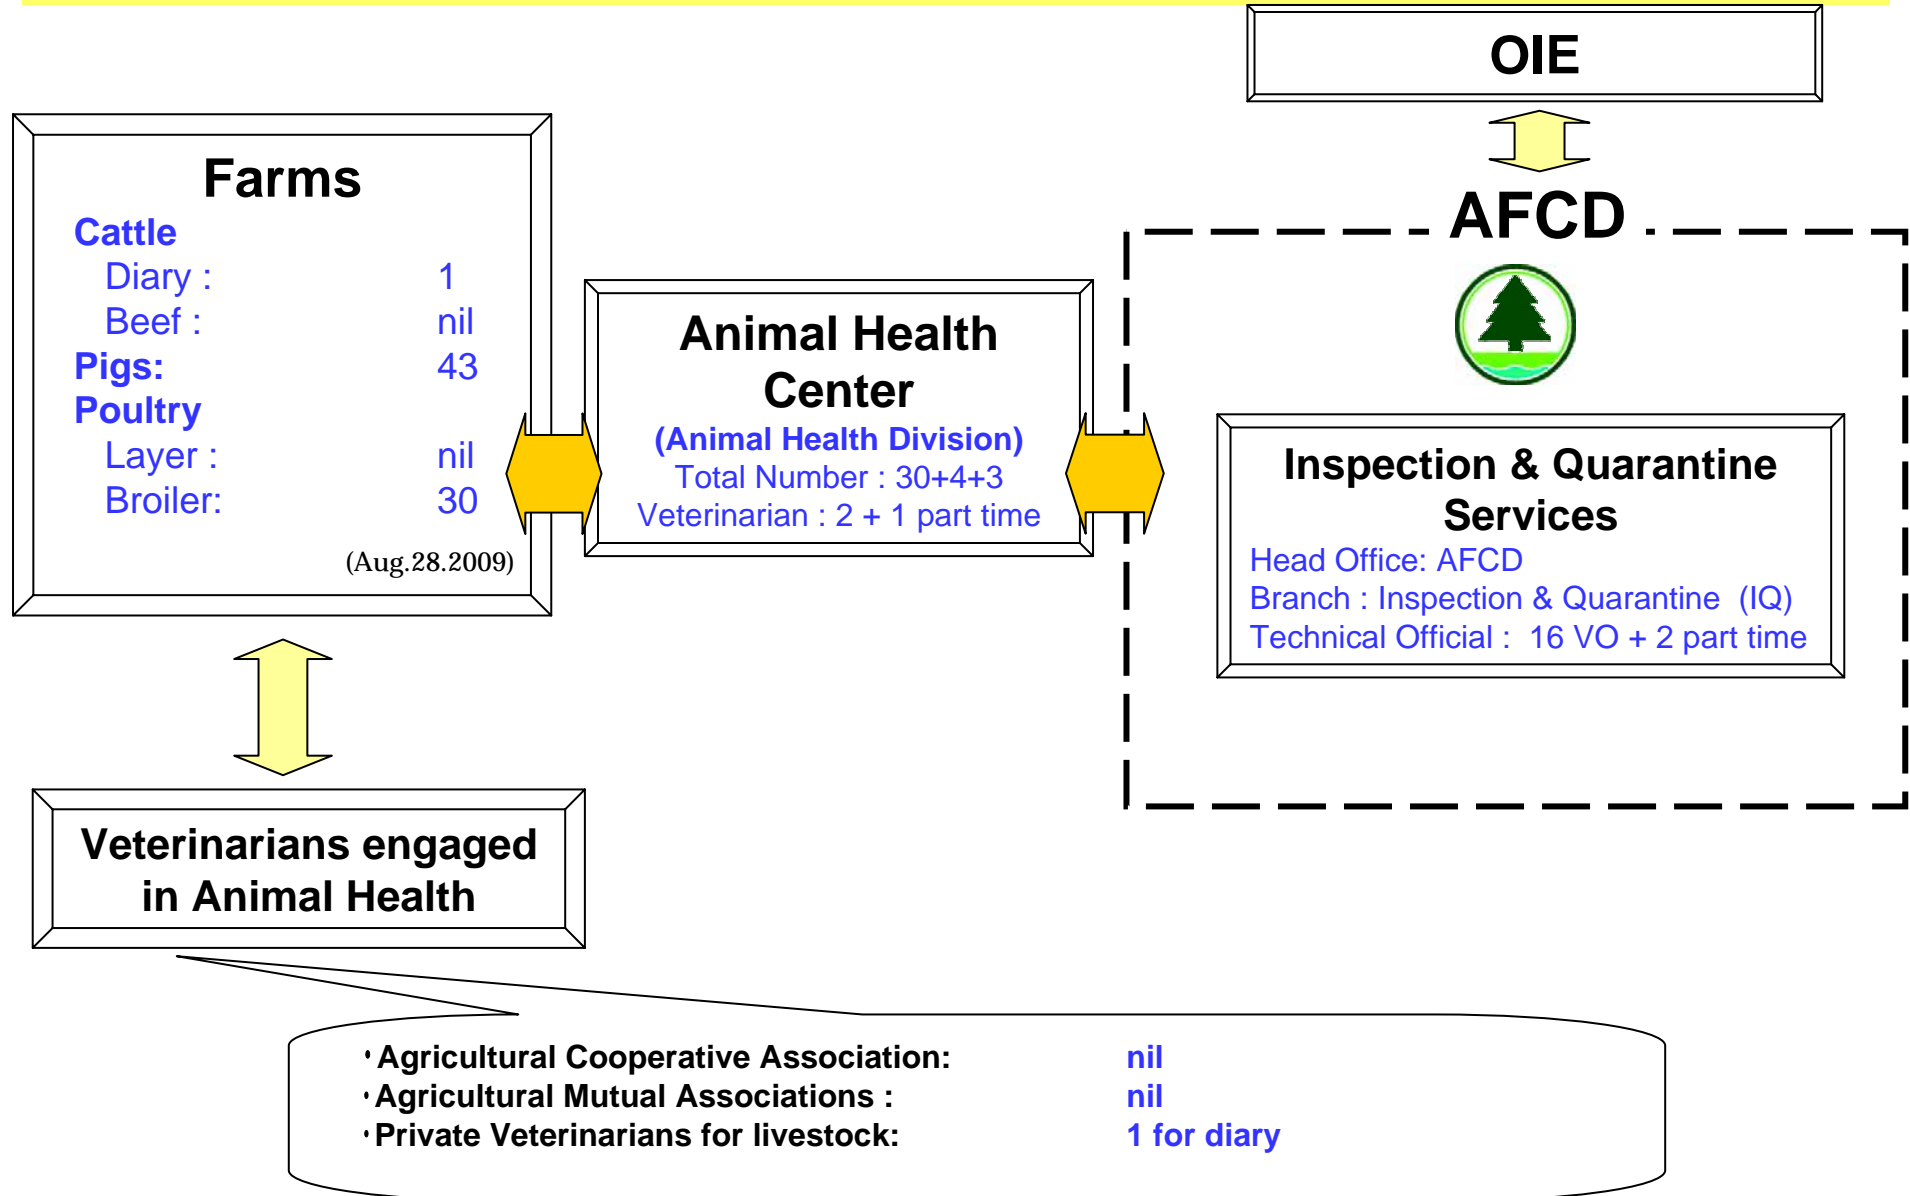 OIE
Farms
Cattle
Diary : 1
Beef : nil
Pigs: 43
Poultry
Layer : nil
Broiler: 30
(Aug.28.2009)
Animal Health
Center
(Animal Health Division)
Total Number : 30+4+3
Veterinarian : 2 + 1 part time
AFCD
Inspection & Quarantine
Services
Head Office: AFCD
Branch : Inspection & Quarantine (IQ)
Technical Official : 16 VO + 2 part time
Veterinarians engaged
in Animal Health
・Agricultural Cooperative Association: nil
・Agricultural Mutual Associations : nil
・Private Veterinarians for livestock: 1 for diary